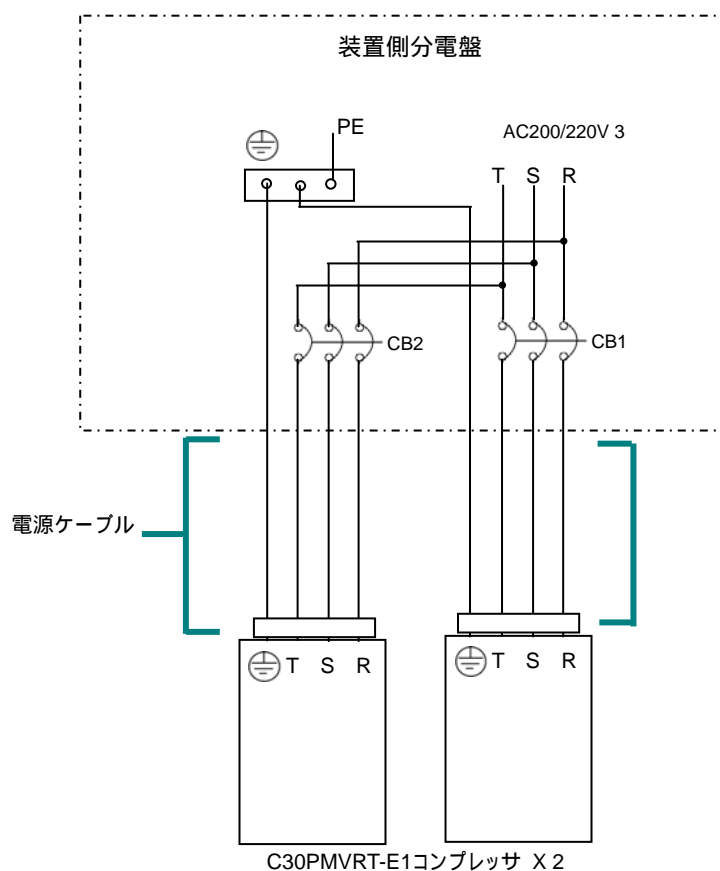 装置側分電盤
PE
AC200/220V 3
T S R
CB2
CB1
電源ケーブル
T S R
T S R
C30PMVRT-E1コンプレッサ X 2